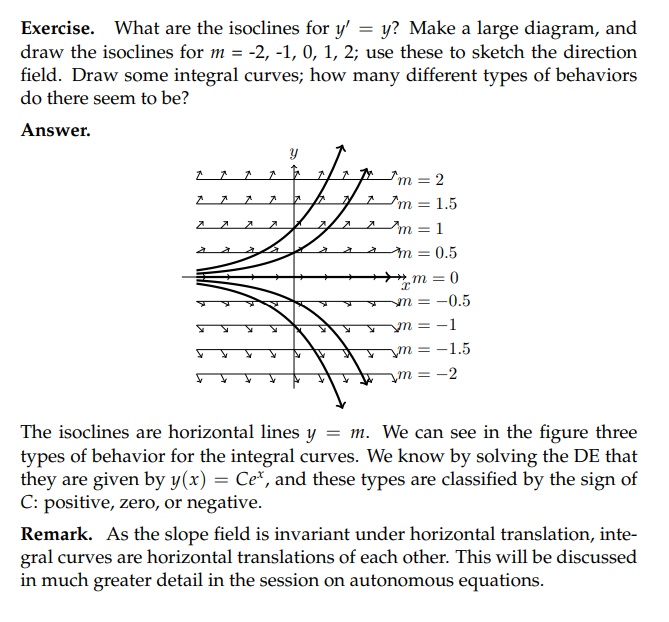 Exercise. What are the isoclines for y′ = y? Make a large diagram, and
draw the isoclines for m = -2, -1, 0, 1, 2; use these to sketch the direction
field. Draw some integral curves; how many different types of behaviors
do there seem to be?
Answer.
y
m = 2
m = 1.5
m = 1
m = 0.5
m = 0
x
m = −0.5
m = −1
m = −1.5
m = −2
The isoclines are horizontal lines y = m. We can see in the figure three
types of behavior for the integral curves. We know by solving the DE that
they are given by y(x) = Ceˣ, and these types are classified by the sign of
C: positive, zero, or negative.
Remark. As the slope field is invariant under horizontal translation, inte-
gral curves are horizontal translations of each other. This will be discussed
in much greater detail in the session on autonomous equations.